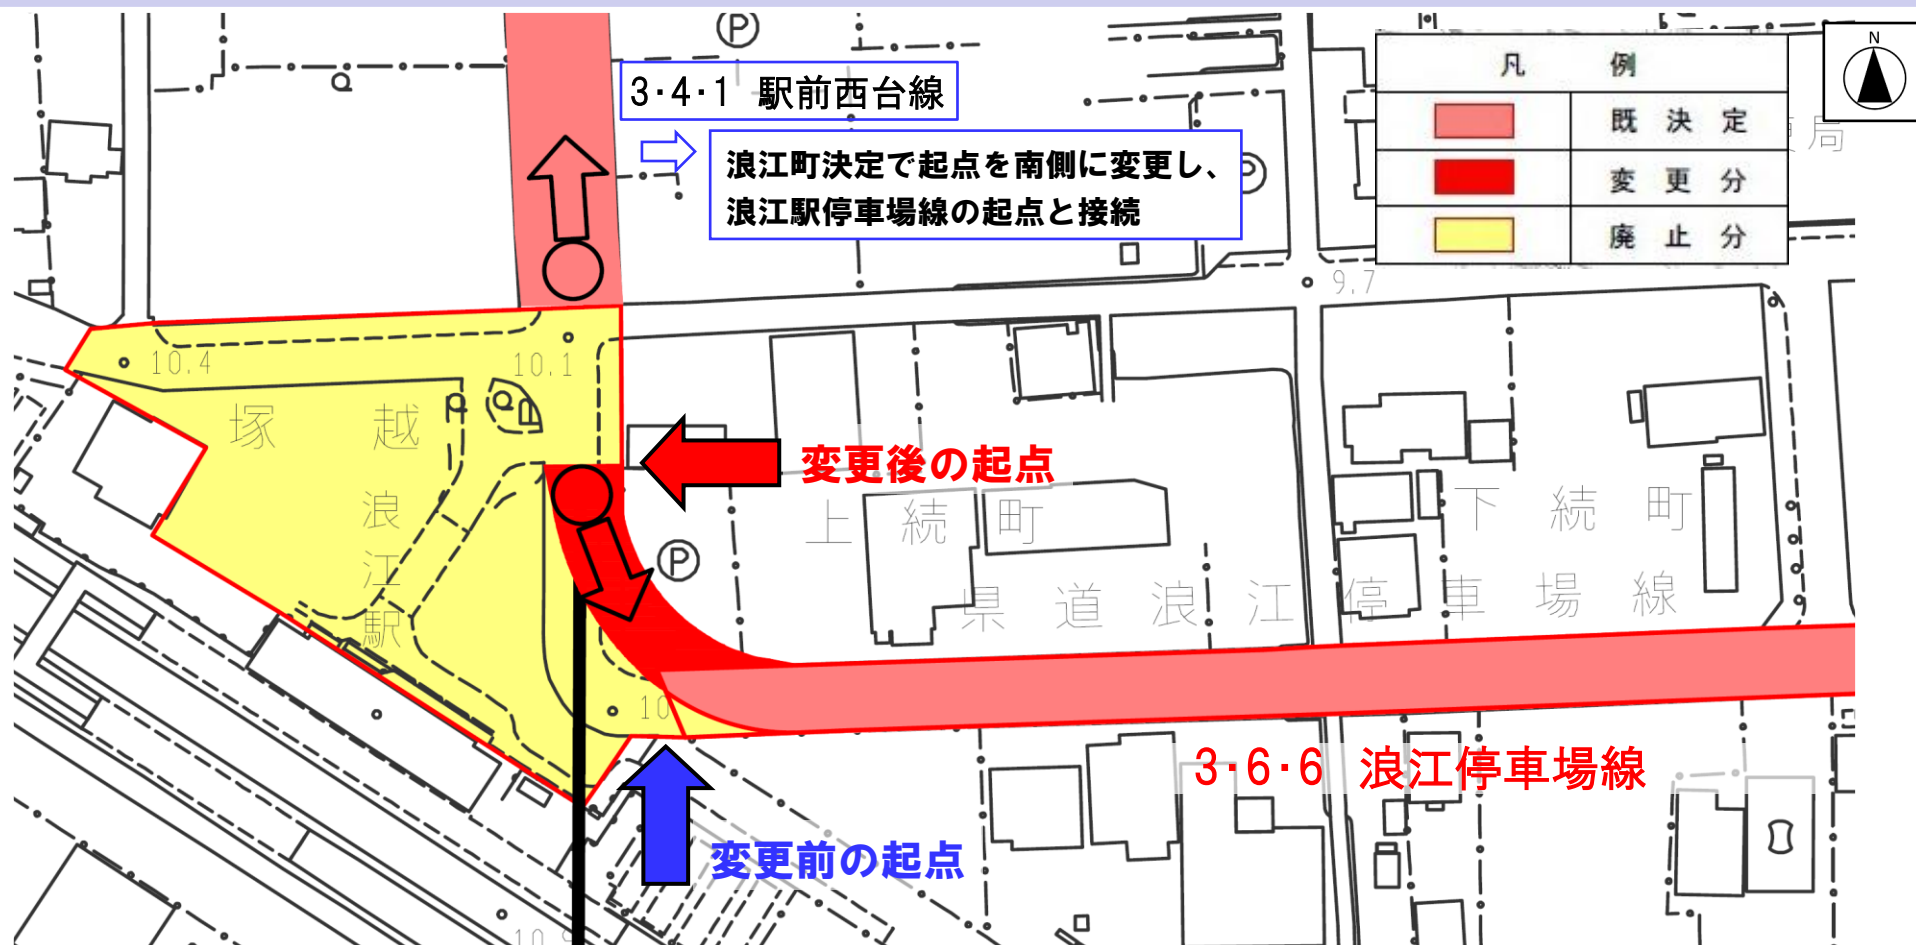 P
N
3・4・1 駅前西台線
浪江町決定で起点を南側に変更し、
浪江駅停車場線の起点と接続
P
凡 例
既 決 定
変 更 分
廃 止 分
局
9.7
10.4
10.1
塚 越
変更後の起点
浪江駅
上 続 町
下 続 町
P
県 道 浪 江 停 車 場 線
10
3・6・6 浪江停車場線
変更前の起点
10.9